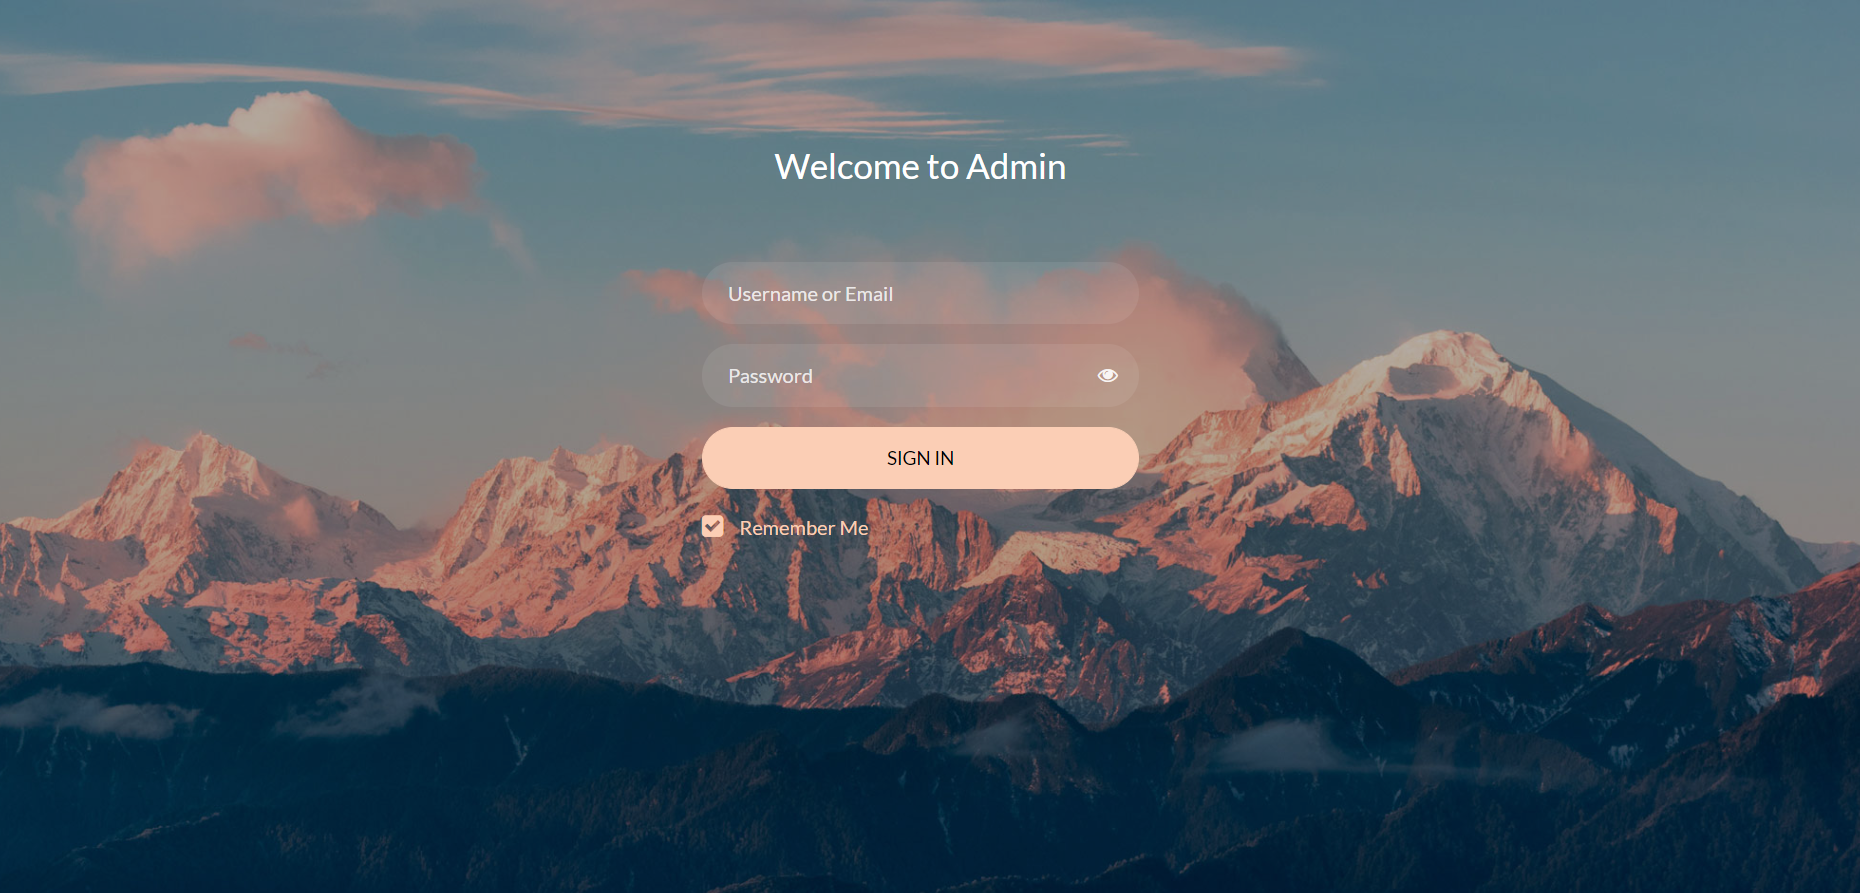 Welcome to Admin
Username or Email
Password
SIGN IN
Remember Me